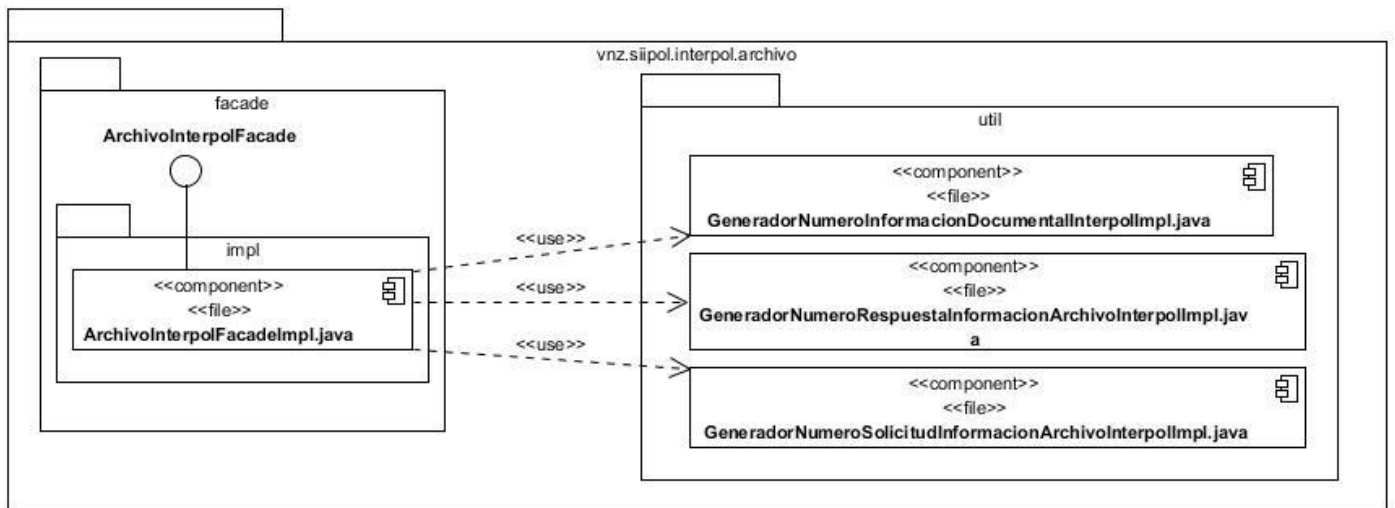 vnz.siipol.interpol.archivo
facade
ArchivoInterpolFacade
impl
<<component>>
<<file>>
ArchivoInterpolFacadeImpl.java
<<use>>
<<use>>
<<use>>
util
<<component>>
<<file>>
GeneradorNumeroInformacionDocumentalInterpolImpl.java
<<component>>
<<file>>
GeneradorNumeroRespuestaInformacionArchivoInterpolImpl.jav
a
<<component>>
<<file>>
GeneradorNumeroSolicitudInformacionArchivoInterpolImpl.java